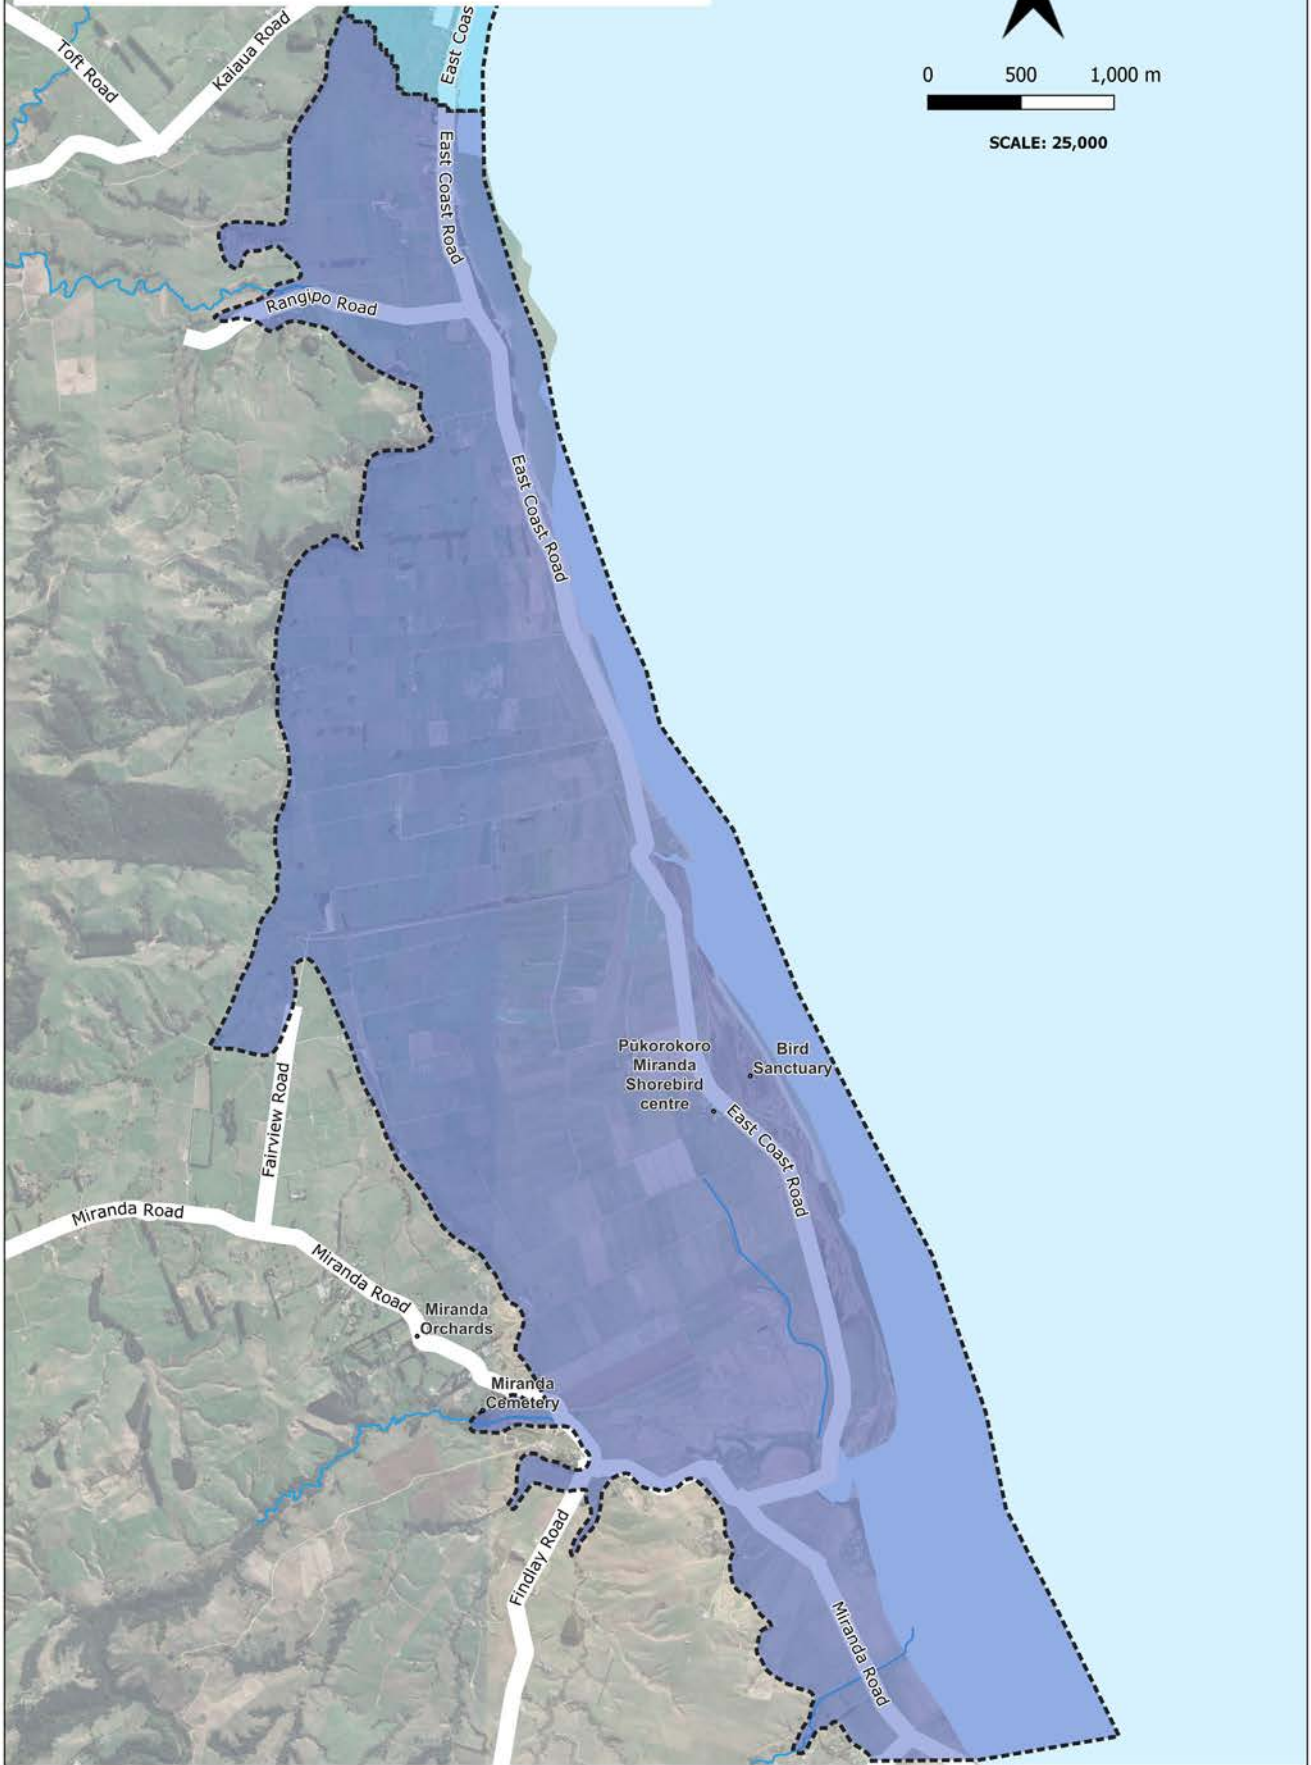 East Coas
Toft Road
Kaiaua Road
0 500 1,000 m
SCALE: 25,000
East Coast Road
Rangipo Road
East Coast Road
Pūkorokoro
Miranda
Shorebird
centre
Bird
Sanctuary
East Coast Road
Fairview Road
Miranda Road
Miranda Road
Miranda
Orchards
Miranda
Cemetery
Findlay Road
Miranda Road